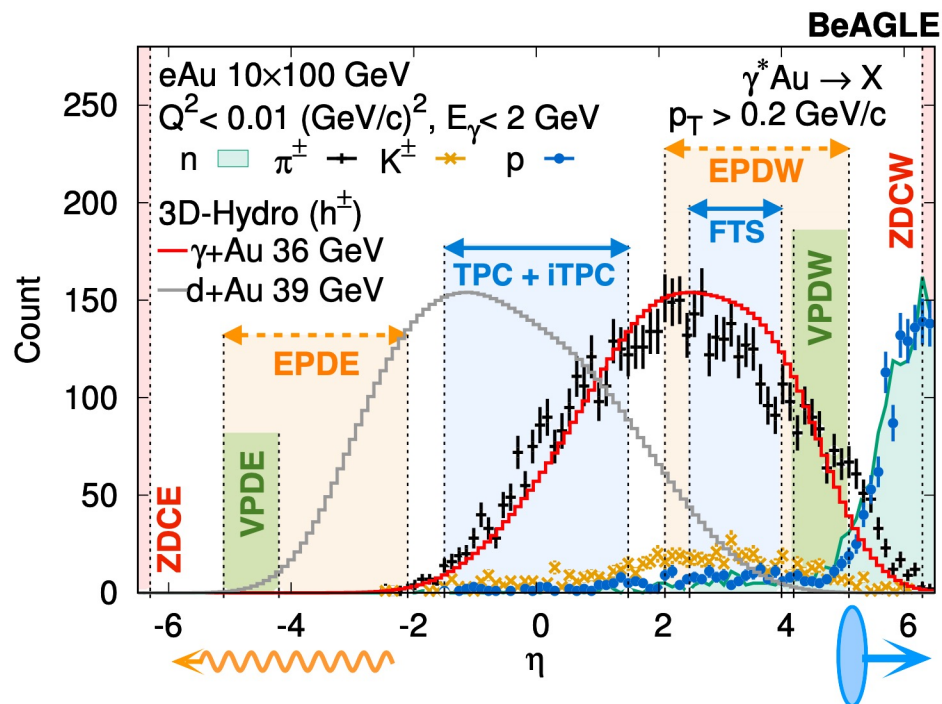 BeAGLE
eAu 10×100 GeV
Q² < 0.01 (GeV/c)², Eγ < 2 GeV
n π± K± p
γ*Au → X
pT > 0.2 GeV/c
3D-Hydro (h±)
γ+Au 36 GeV
d+Au 39 GeV
EPDW
FTS
TPC + iTPC
EPDE
VPDE
ZDCE
VPDW
ZDCW
Count
250
200
150
100
50
0
-6 -4 -2 0 2 4 6
η